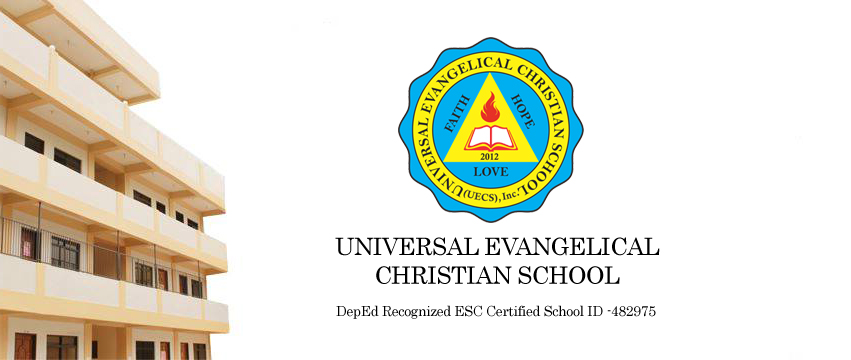 UNIVERSAL EVANGELICAL CHRISTIAN SCHOOL
(UECS), Inc.
FAITH
HOPE
2012
LOVE
UNIVERSAL EVANGELICAL
CHRISTIAN SCHOOL
DepEd Recognized ESC Certified School ID -482975